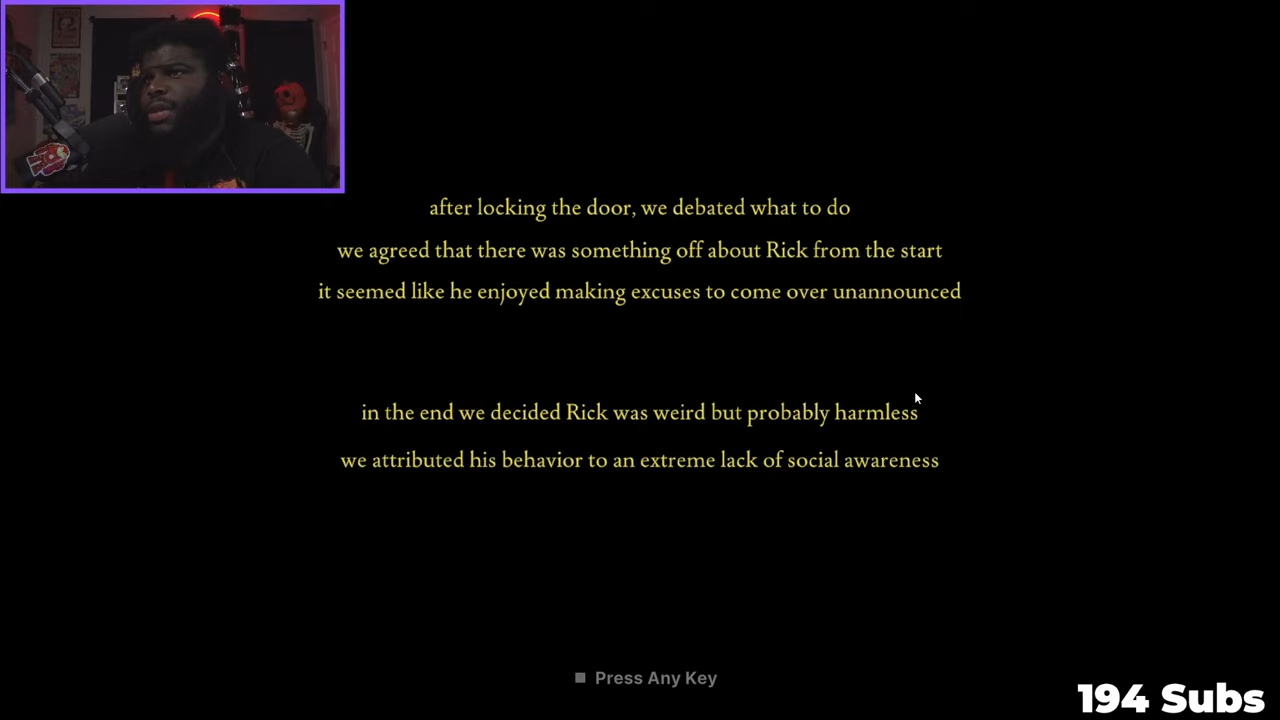 after locking the door, we debated what to do
we agreed that there was something off about Rick from the start
it seemed like he enjoyed making excuses to come over unannounced
in the end we decided Rick was weird but probably harmless
we attributed his behavior to an extreme lack of social awareness
Press Any Key
194 Subs